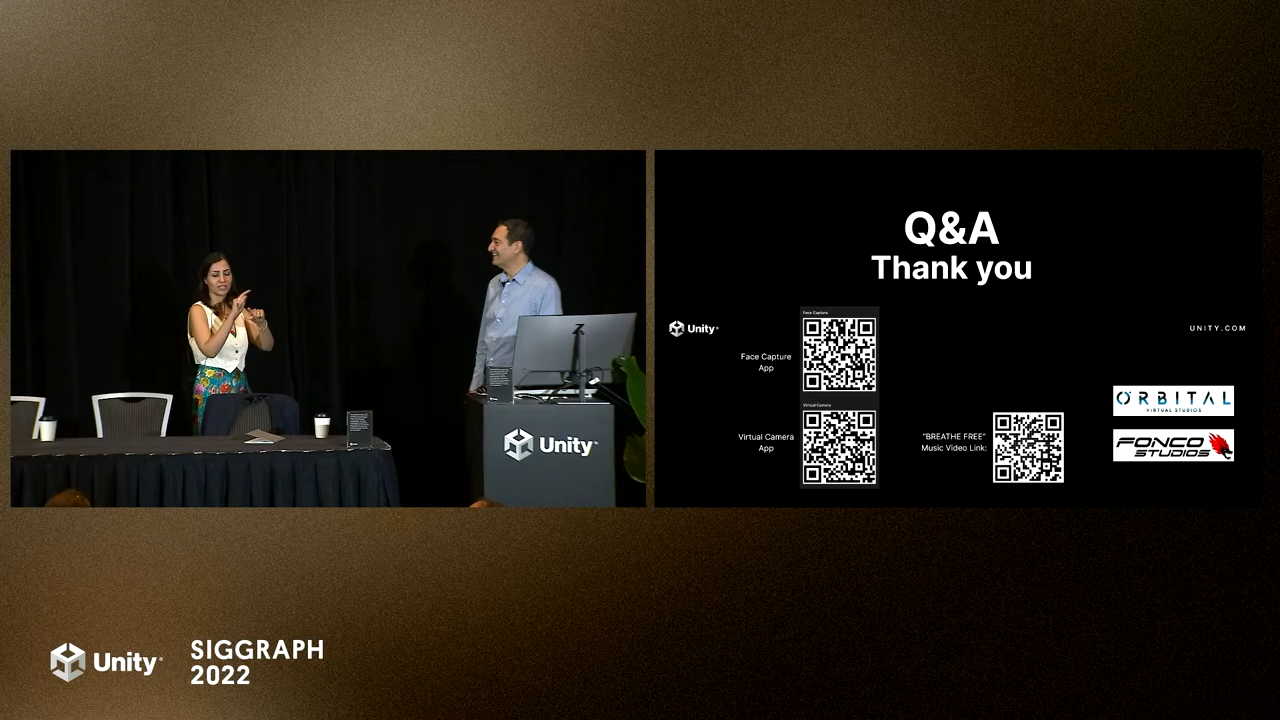 Q&A
Thank you
Unity
UNITY.COM
Face Capture
Face Capture
App
Virtual Camera
Virtual Camera
App
"BREATHE FREE"
Music Video Link:
ORBITAL
VIRTUAL STUDIOS
FONCO
STUDIOS
Unity
Unity
SIGGRAPH
2022